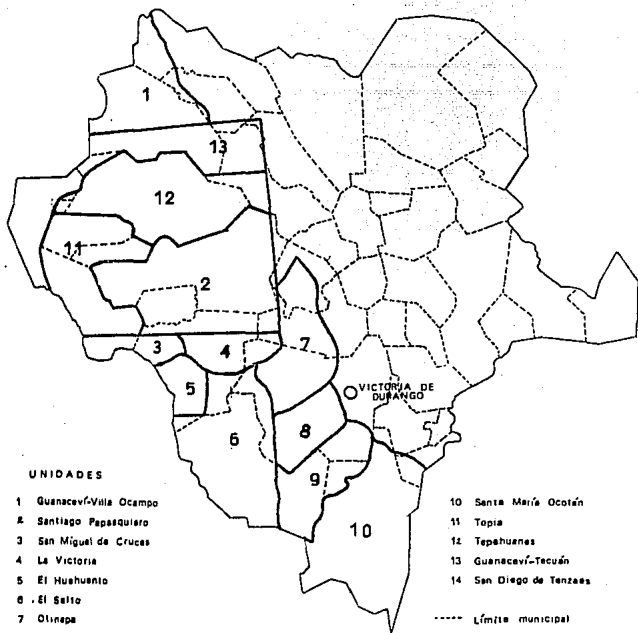 1
13
12
11
2
3
4
7
5
VICTORIA DE
DURANGO
6
8
9
10
UNIDADES
1 Guanaceví-Villa Ocampo
2 Santiago Papasquiaro
3 San Miguel de Cruces
4 La Victoria
5 El Huehuento
6 El Salto
7 Otinapa
10 Santa María Ocotán
11 Topia
12 Tepehuanes
13 Guanaceví-Tecuán
14 San Diego de Tenzaes
Límite municipal